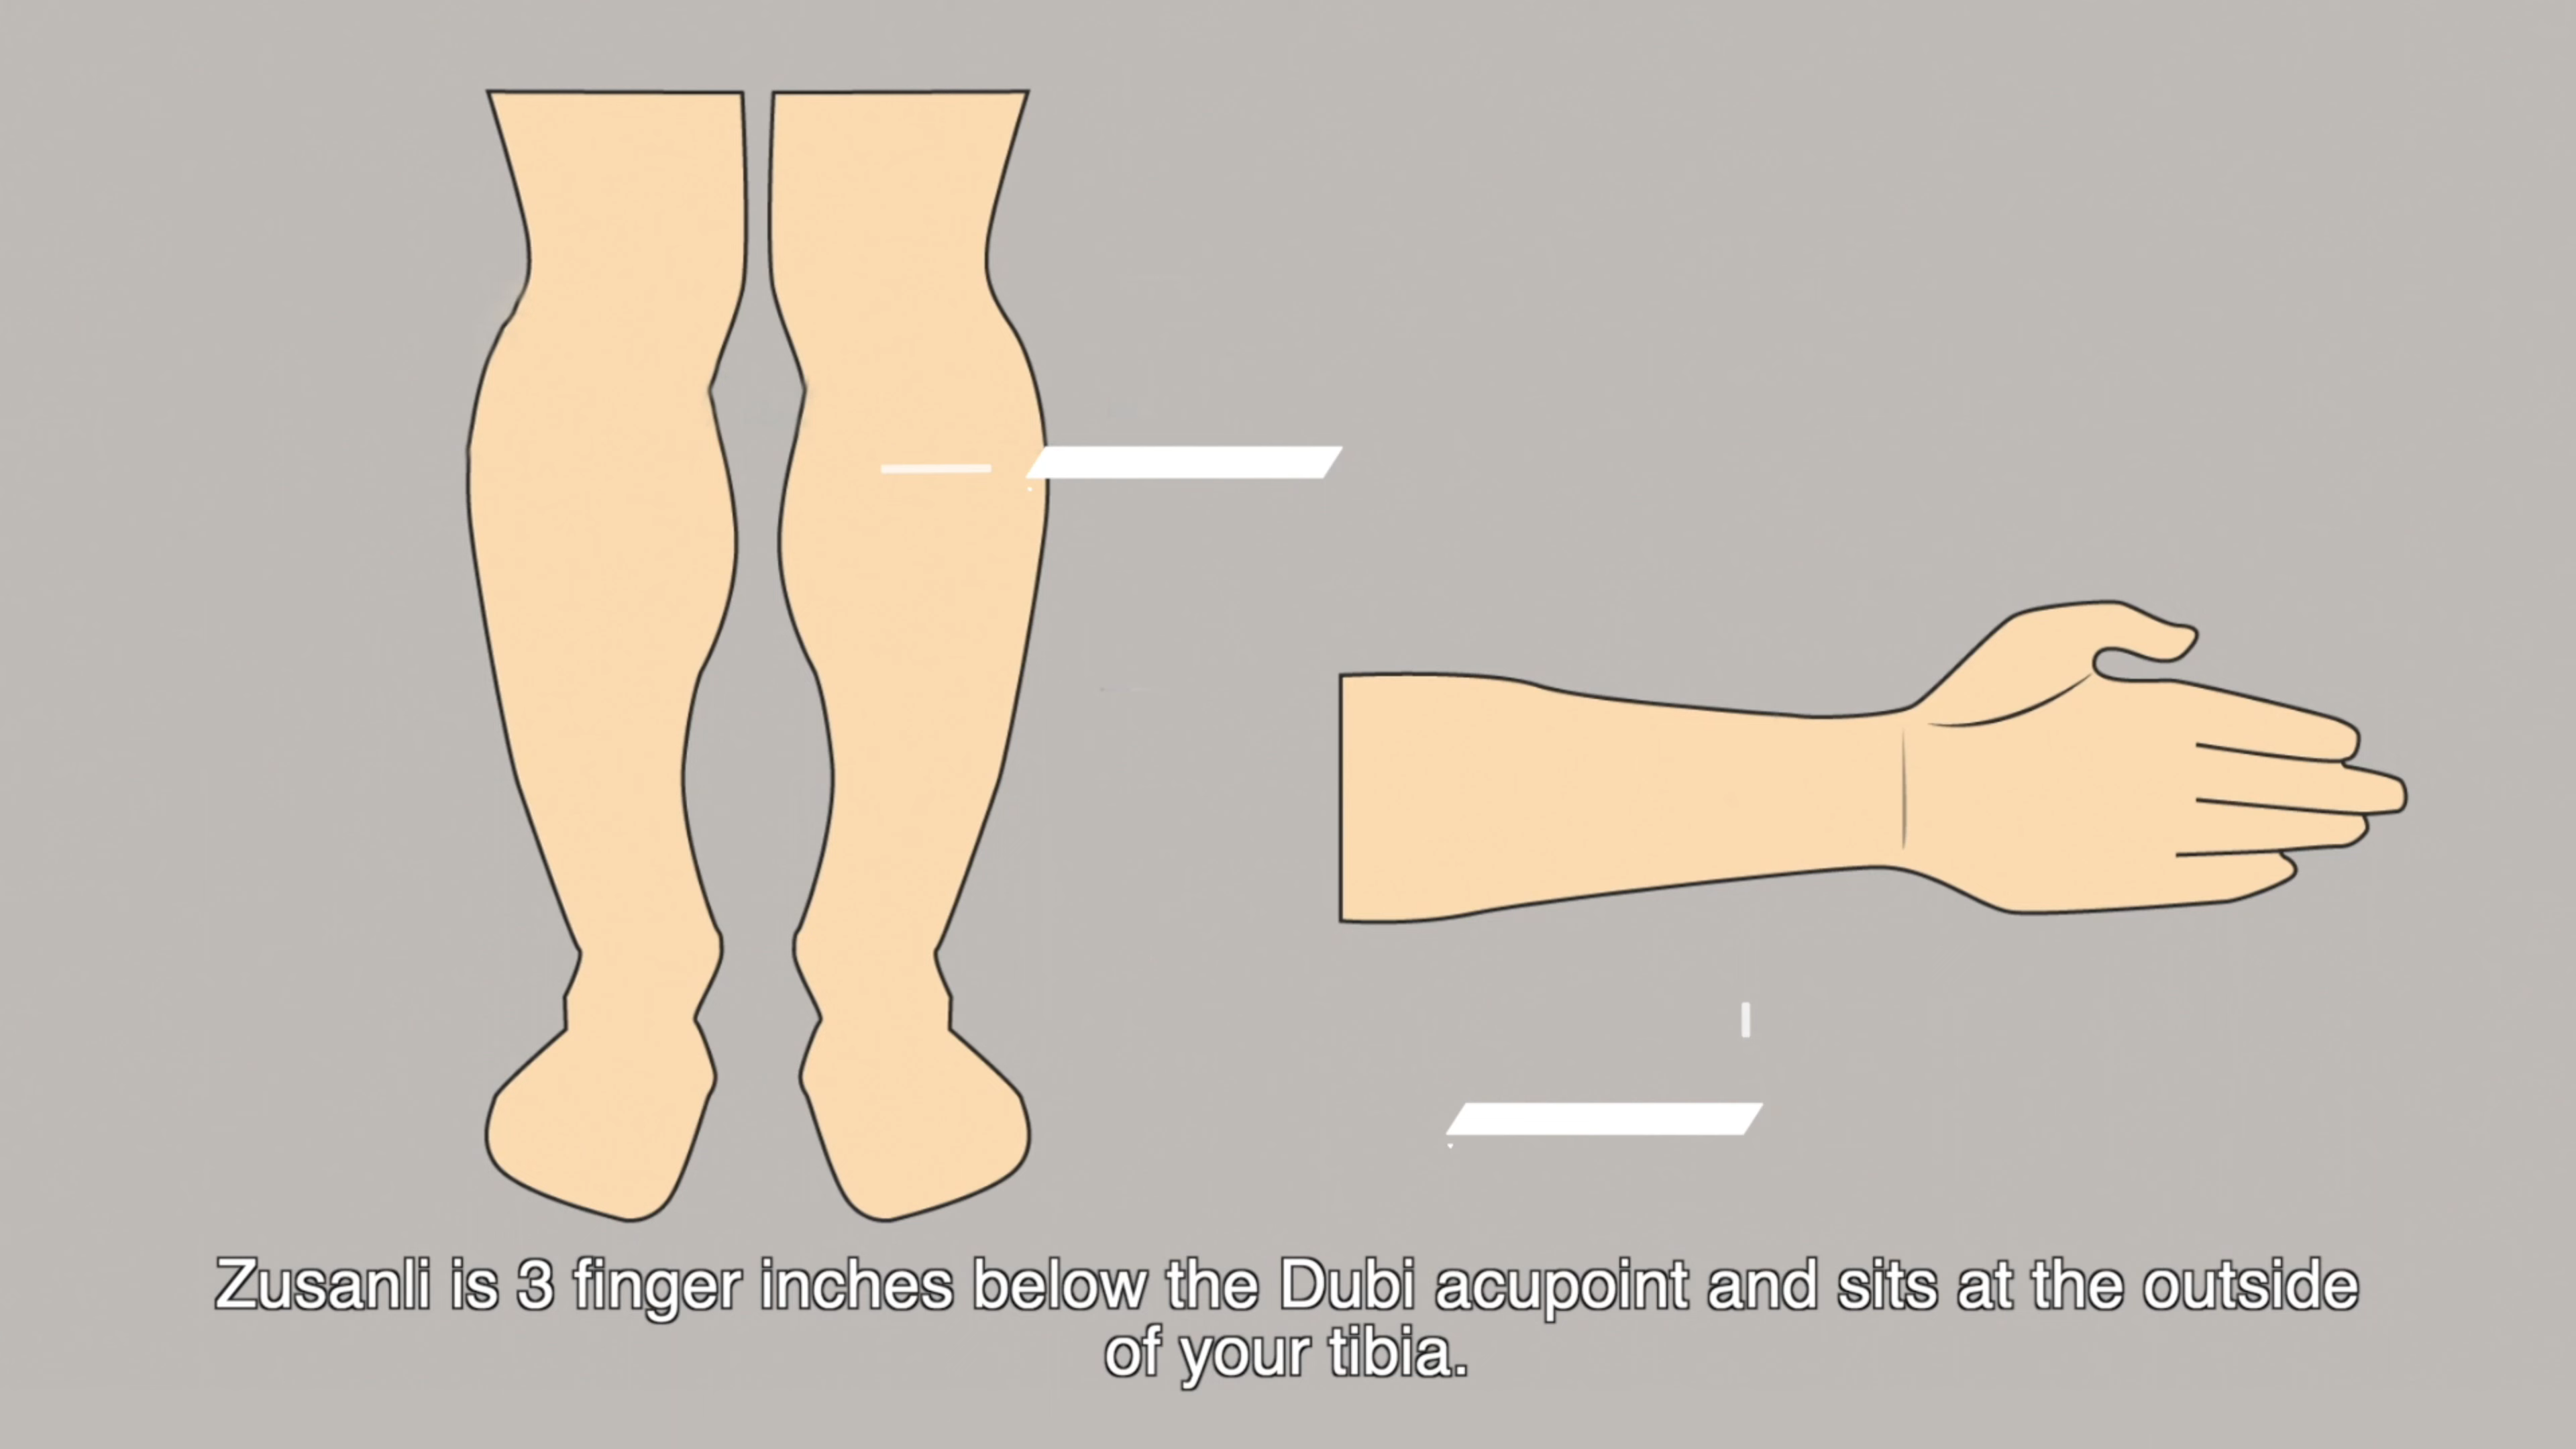 Zusanli is 3 finger inches below the Dubi acupoint and sits at the outside
of your tibia.